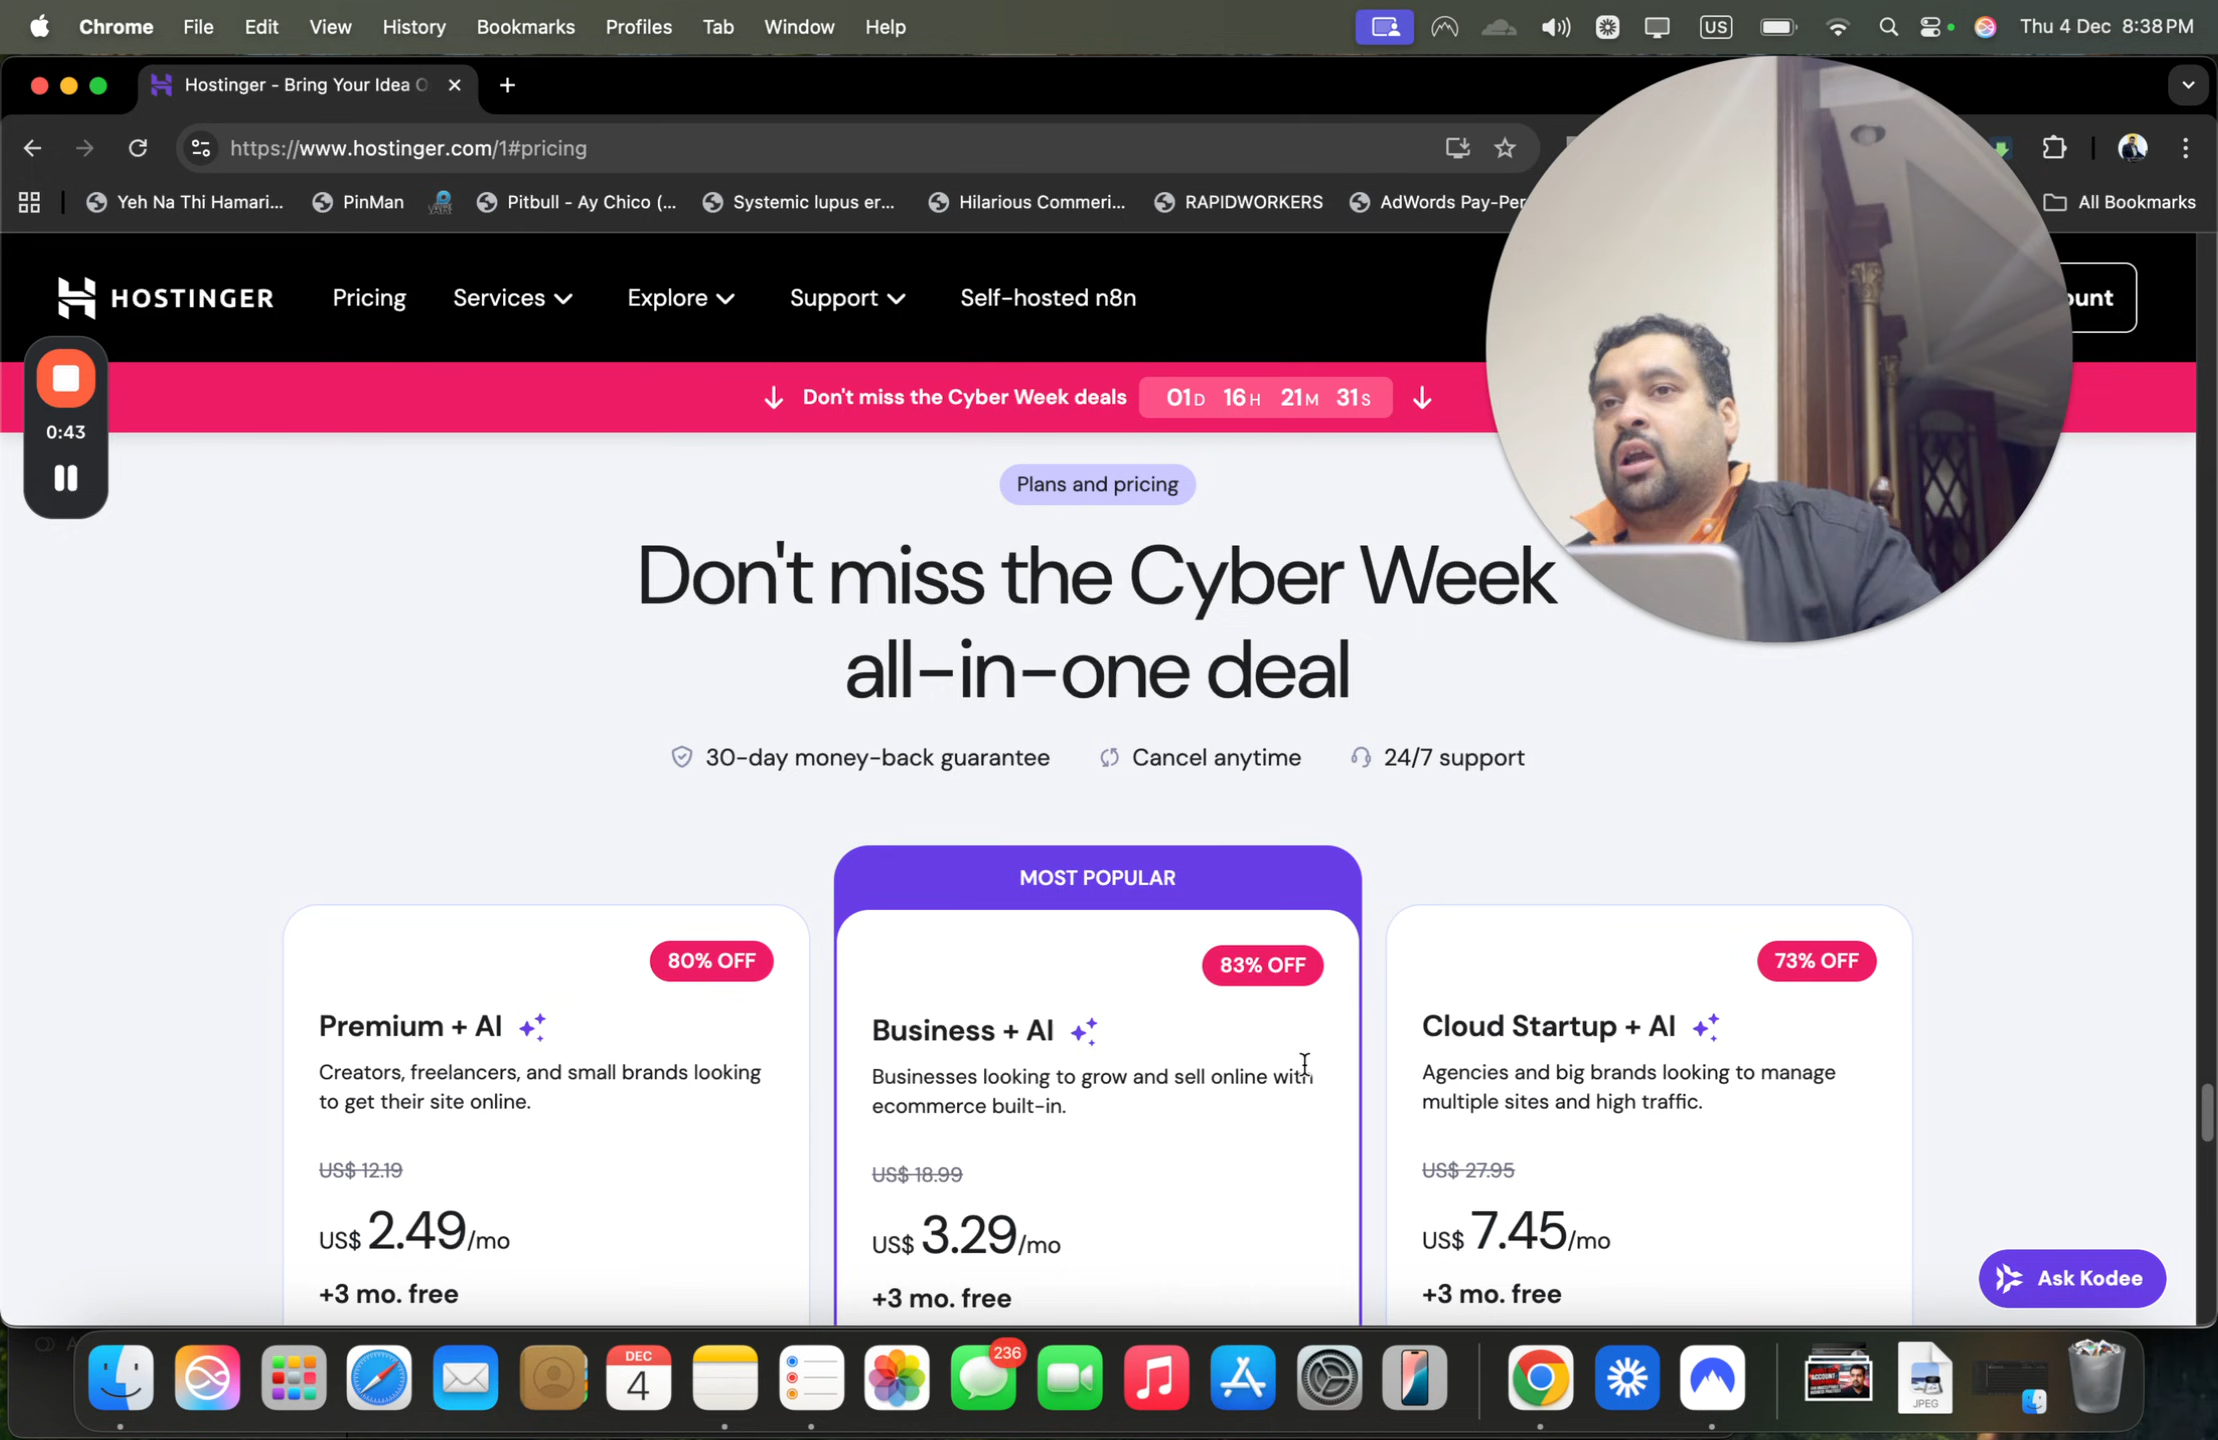 Chrome File Edit View History Bookmarks Profiles Tab Window Help US Thu 4 Dec 8:38 PM
Hostinger - Bring Your Idea
https://www.hostinger.com/1#pricing
Yeh Na Thi Hamari... PinMan Pitbull - Ay Chico (... Systemic lupus er... Hilarious Commeri... RAPIDWORKERS AdWords Pay-Per All Bookmarks
HOSTINGER Pricing Services Explore Support Self-hosted n8n
Don't miss the Cyber Week deals 01D 16H 21M 31S
0:43
Plans and pricing
Don't miss the Cyber Week
all-in-one deal
30-day money-back guarantee Cancel anytime 24/7 support
MOST POPULAR
80% OFF
Premium + AI
Creators, freelancers, and small brands looking
to get their site online.
US$ 12.19
US$ 2.49/mo
+3 mo. free
83% OFF
Business + AI
Businesses looking to grow and sell online with
ecommerce built-in.
US$ 18.99
US$ 3.29/mo
+3 mo. free
73% OFF
Cloud Startup + AI
Agencies and big brands looking to manage
multiple sites and high traffic.
US$ 27.95
US$ 7.45/mo
+3 mo. free
Ask Kodee
DEC
4
236
JPEG